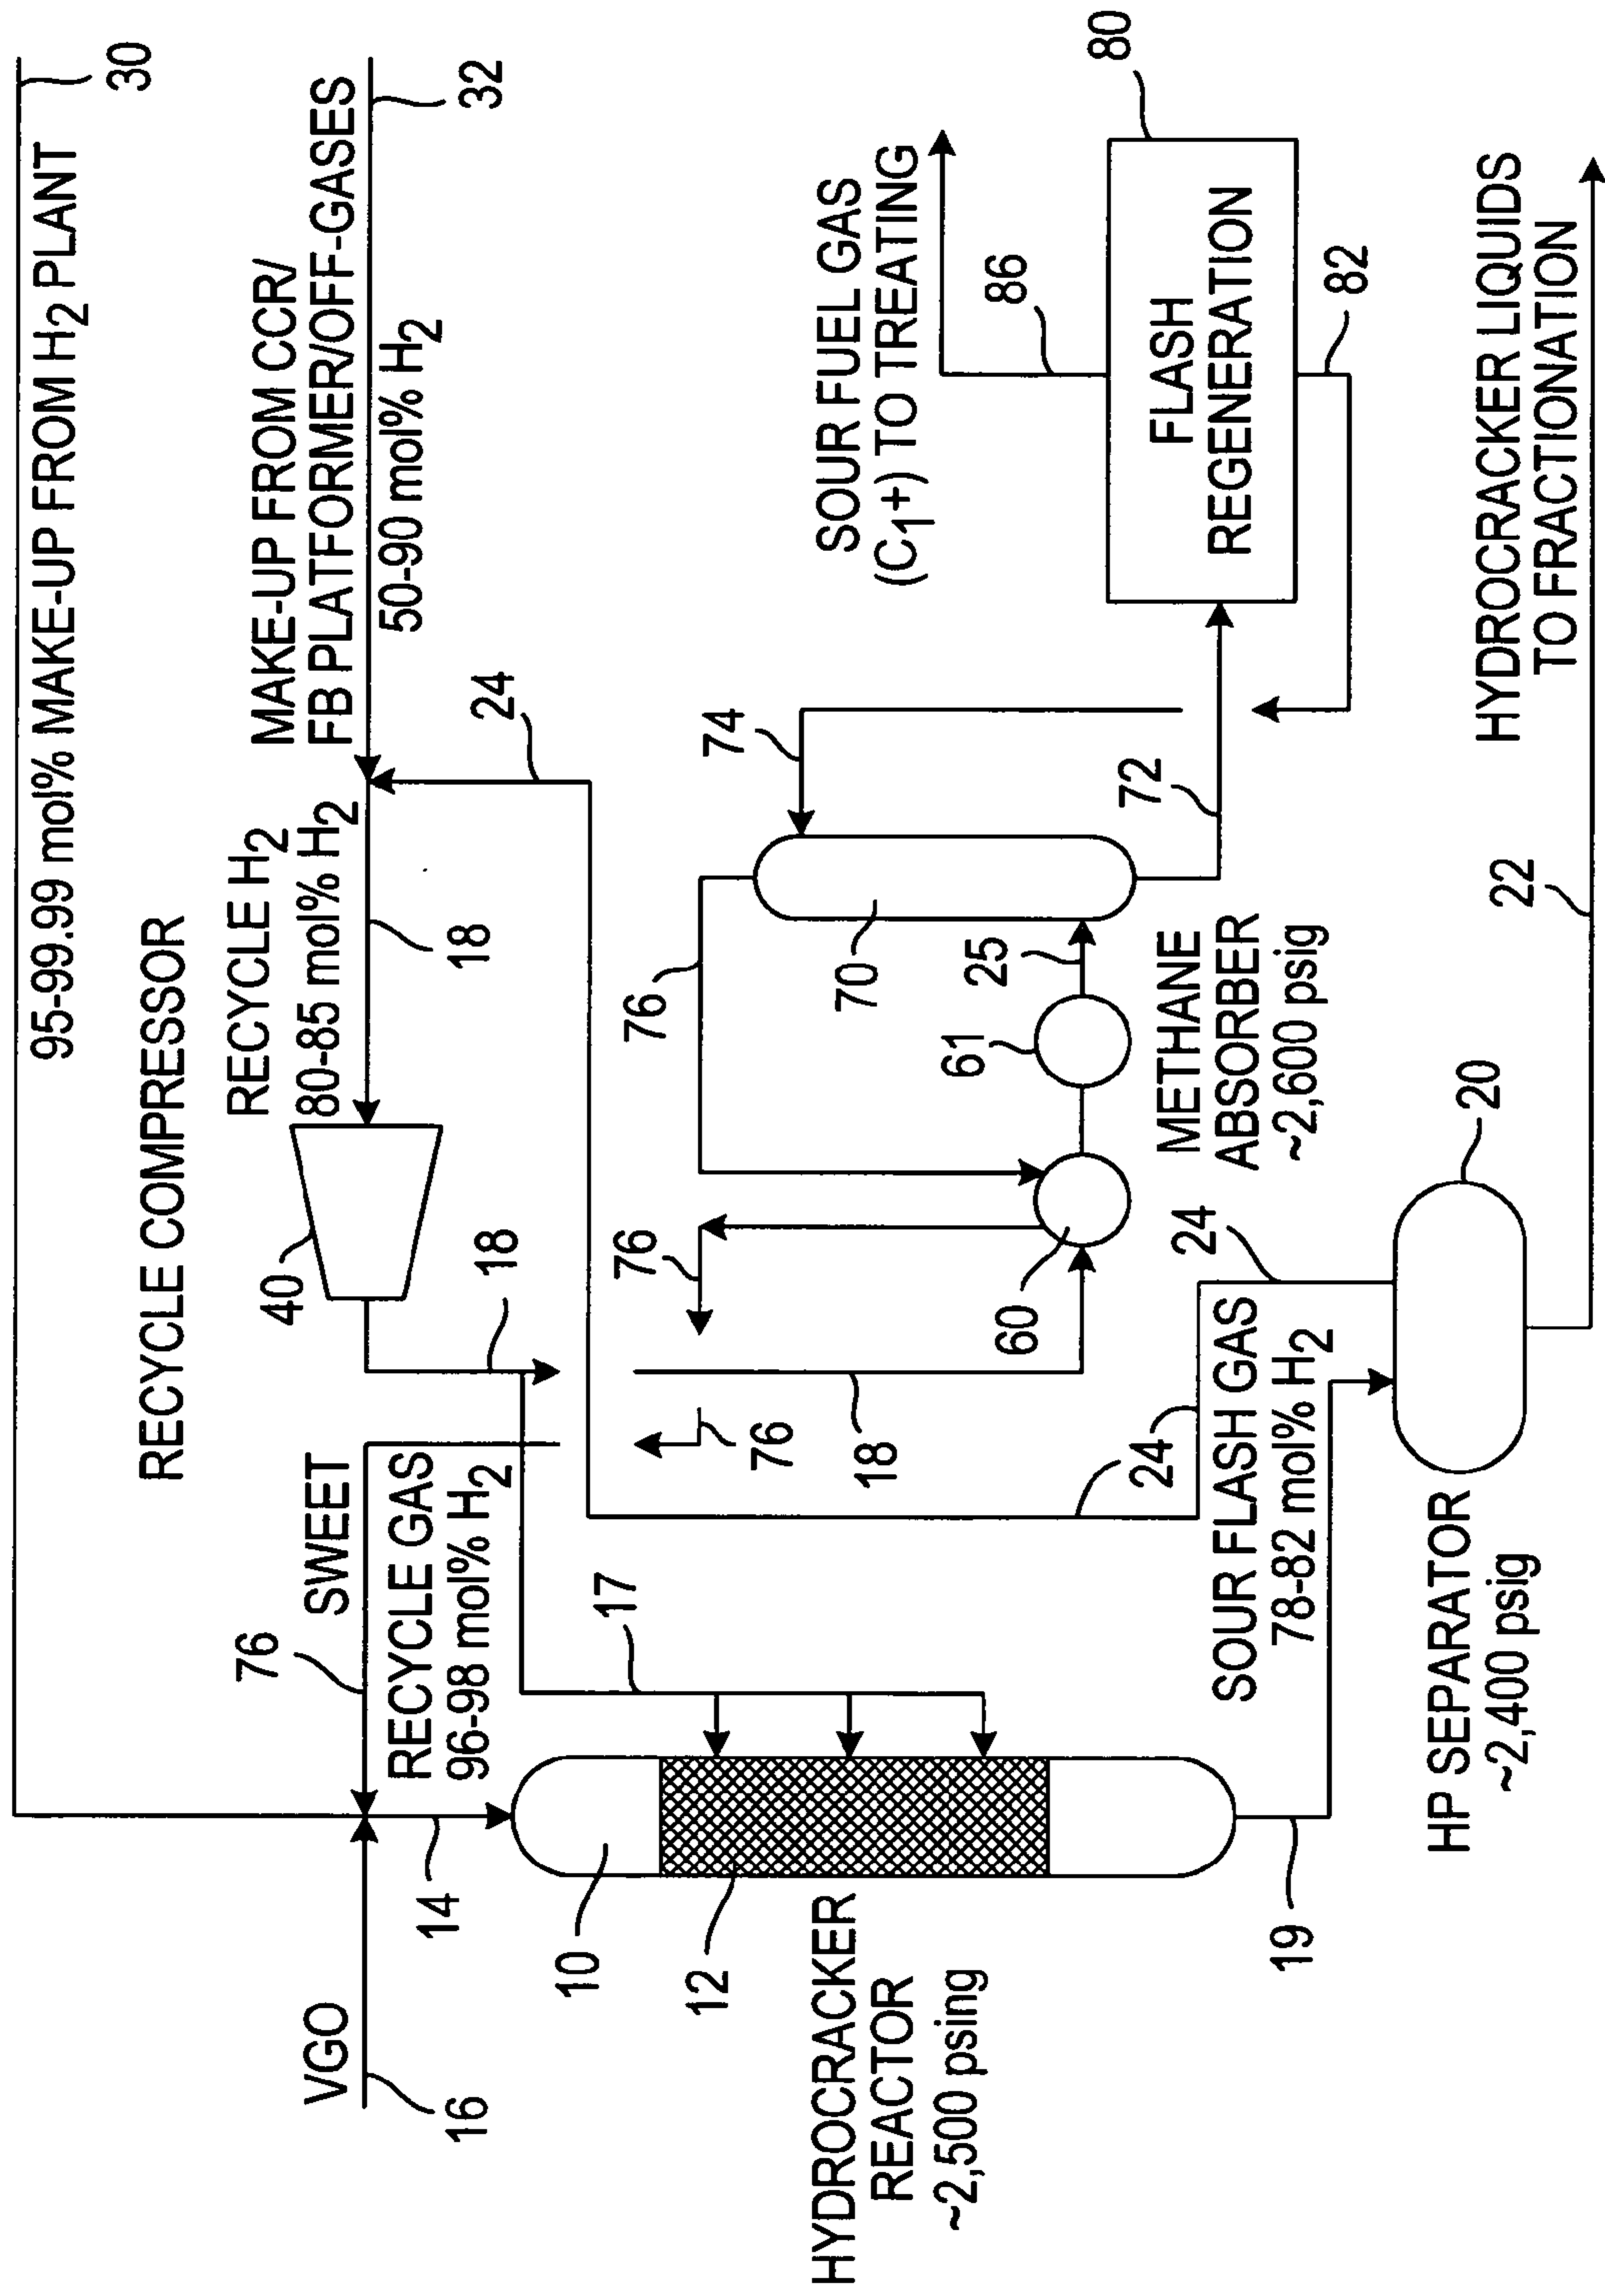 30
95-99.99 mol% MAKE-UP FROM H2 PLANT
MAKE-UP FROM CCR/
FB PLATFORMER/OFF-GASES
50-90 mol% H2
32
RECYCLE COMPRESSOR
RECYCLE H2
80-85 mol% H2
18
24
40
18
SWEET
RECYCLE GAS
96-98 mol% H2
76
VGO
16
14
17
10
12
HYDROCRACKER
REACTOR
~2,500 psing
19
76
76
76
18
60
61
25
70
74
72
METHANE
ABSORBER
~2,600 psig
SOUR FUEL GAS
(C1+) TO TREATING
86
80
FLASH
REGENERATION
82
24
24
SOUR FLASH GAS
78-82 mol% H2
20
HP SEPARATOR
~2,400 psig
22
HYDROCRACKER LIQUIDS
TO FRACTIONATION